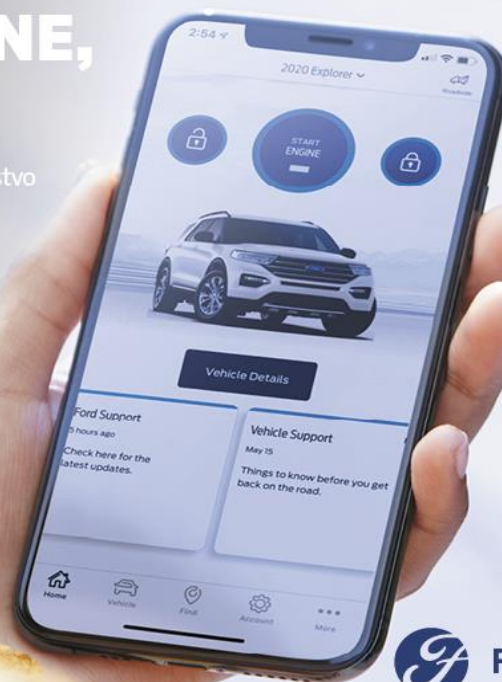 NE,
tvo
2:54
2020 Explorer
Roadside
START
ENGINE
Vehicle Details
Ford Support
5 hours ago
Check here for the
latest updates.
Vehicle Support
May 15
Things to know before you get
back on the road.
Home
Vehicle
Find
Account
More
F